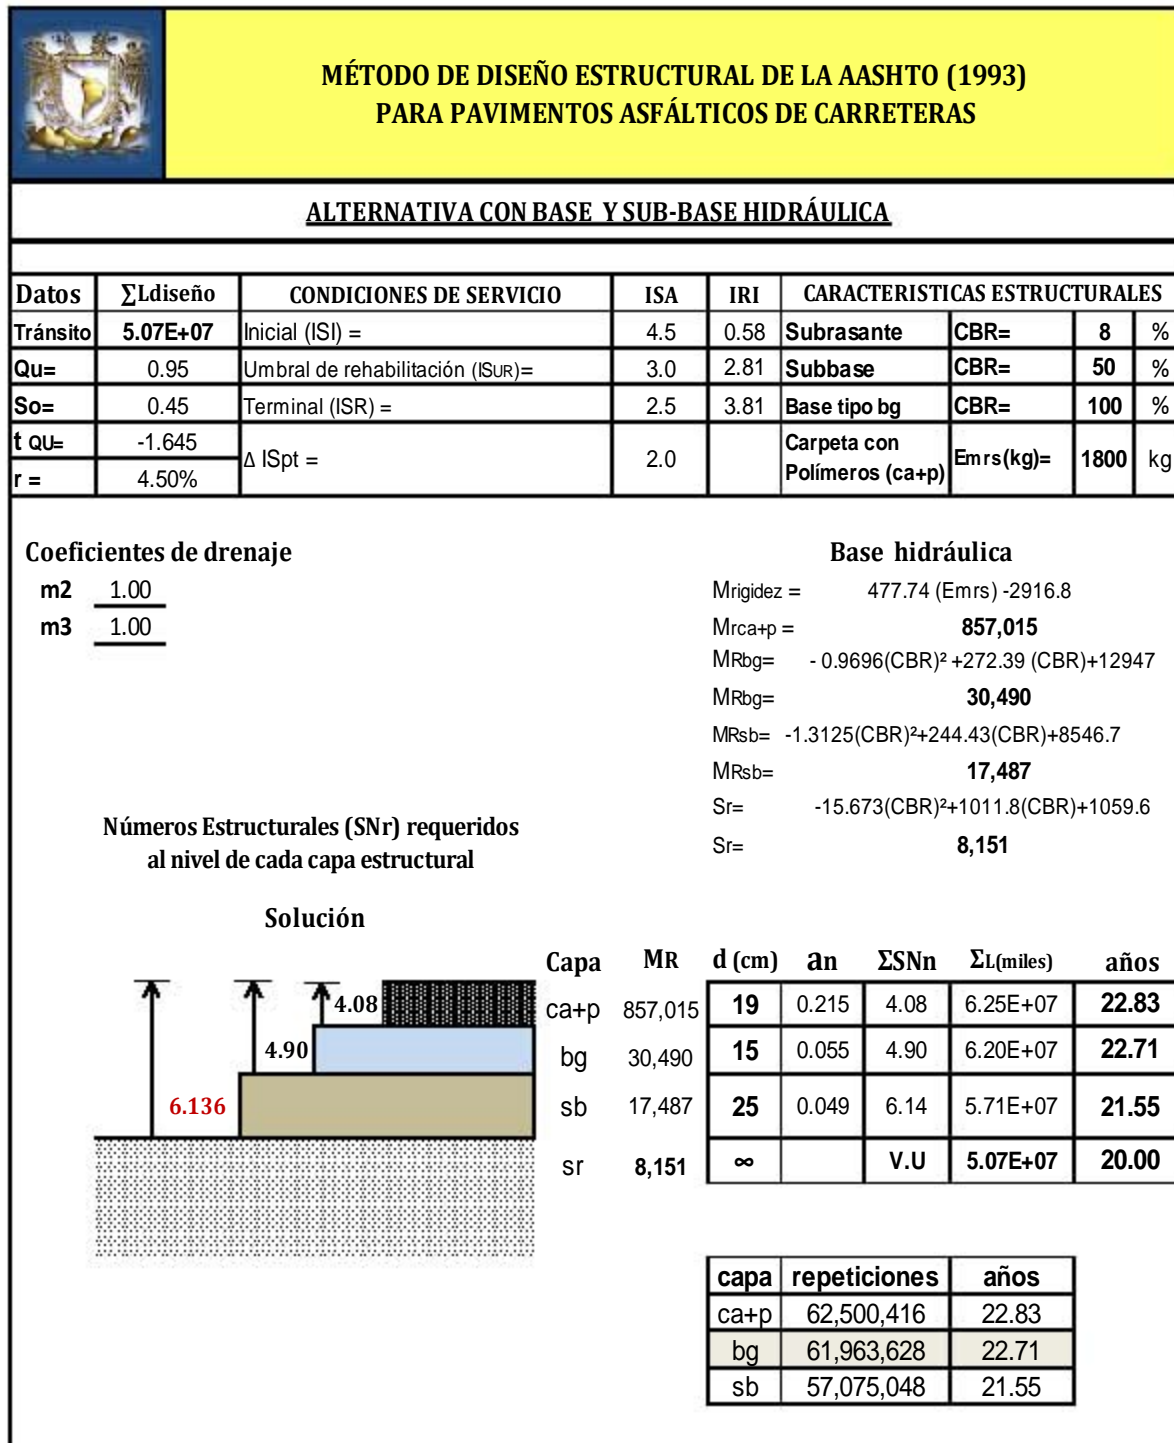 MÉTODO DE DISEÑO ESTRUCTURAL DE LA AASHTO (1993)
PARA PAVIMENTOS ASFÁLTICOS DE CARRETERAS
ALTERNATIVA CON BASE Y SUB-BASE HIDRÁULICA
Datos ∑Ldiseño CONDICIONES DE SERVICIO ISA IRI CARACTERISTICAS ESTRUCTURALES
Tránsito 5.07E+07 Inicial (ISI) = 4.5 0.58 Subrasante CBR= 8 %
Qu= 0.95 Umbral de rehabilitación (ISUR)= 3.0 2.81 Subbase CBR= 50 %
So= 0.45 Terminal (ISR) = 2.5 3.81 Base tipo bg CBR= 100 %
t QU= -1.645 Δ ISpt = 2.0 Carpeta con Polímeros (ca+p) Emrs(kg)= 1800 kg
r = 4.50%
Coeficientes de drenaje
m2 1.00
m3 1.00
Base hidráulica
Mrigidez = 477.74 (Emrs) -2916.8
Mrca+p = 857,015
MRbg= - 0.9696(CBR)² +272.39 (CBR)+12947
MRbg= 30,490
MRsb= -1.3125(CBR)²+244.43(CBR)+8546.7
MRsb= 17,487
Sr= -15.673(CBR)²+1011.8(CBR)+1059.6
Sr= 8,151
Números Estructurales (SNr) requeridos
al nivel de cada capa estructural
Solución
4.08
4.90
6.136
Capa MR d (cm) an ΣSNn ΣL(miles) años
ca+p 857,015 19 0.215 4.08 6.25E+07 22.83
bg 30,490 15 0.055 4.90 6.20E+07 22.71
sb 17,487 25 0.049 6.14 5.71E+07 21.55
sr 8,151 ∞ V.U 5.07E+07 20.00
capa repeticiones años
ca+p 62,500,416 22.83
bg 61,963,628 22.71
sb 57,075,048 21.55